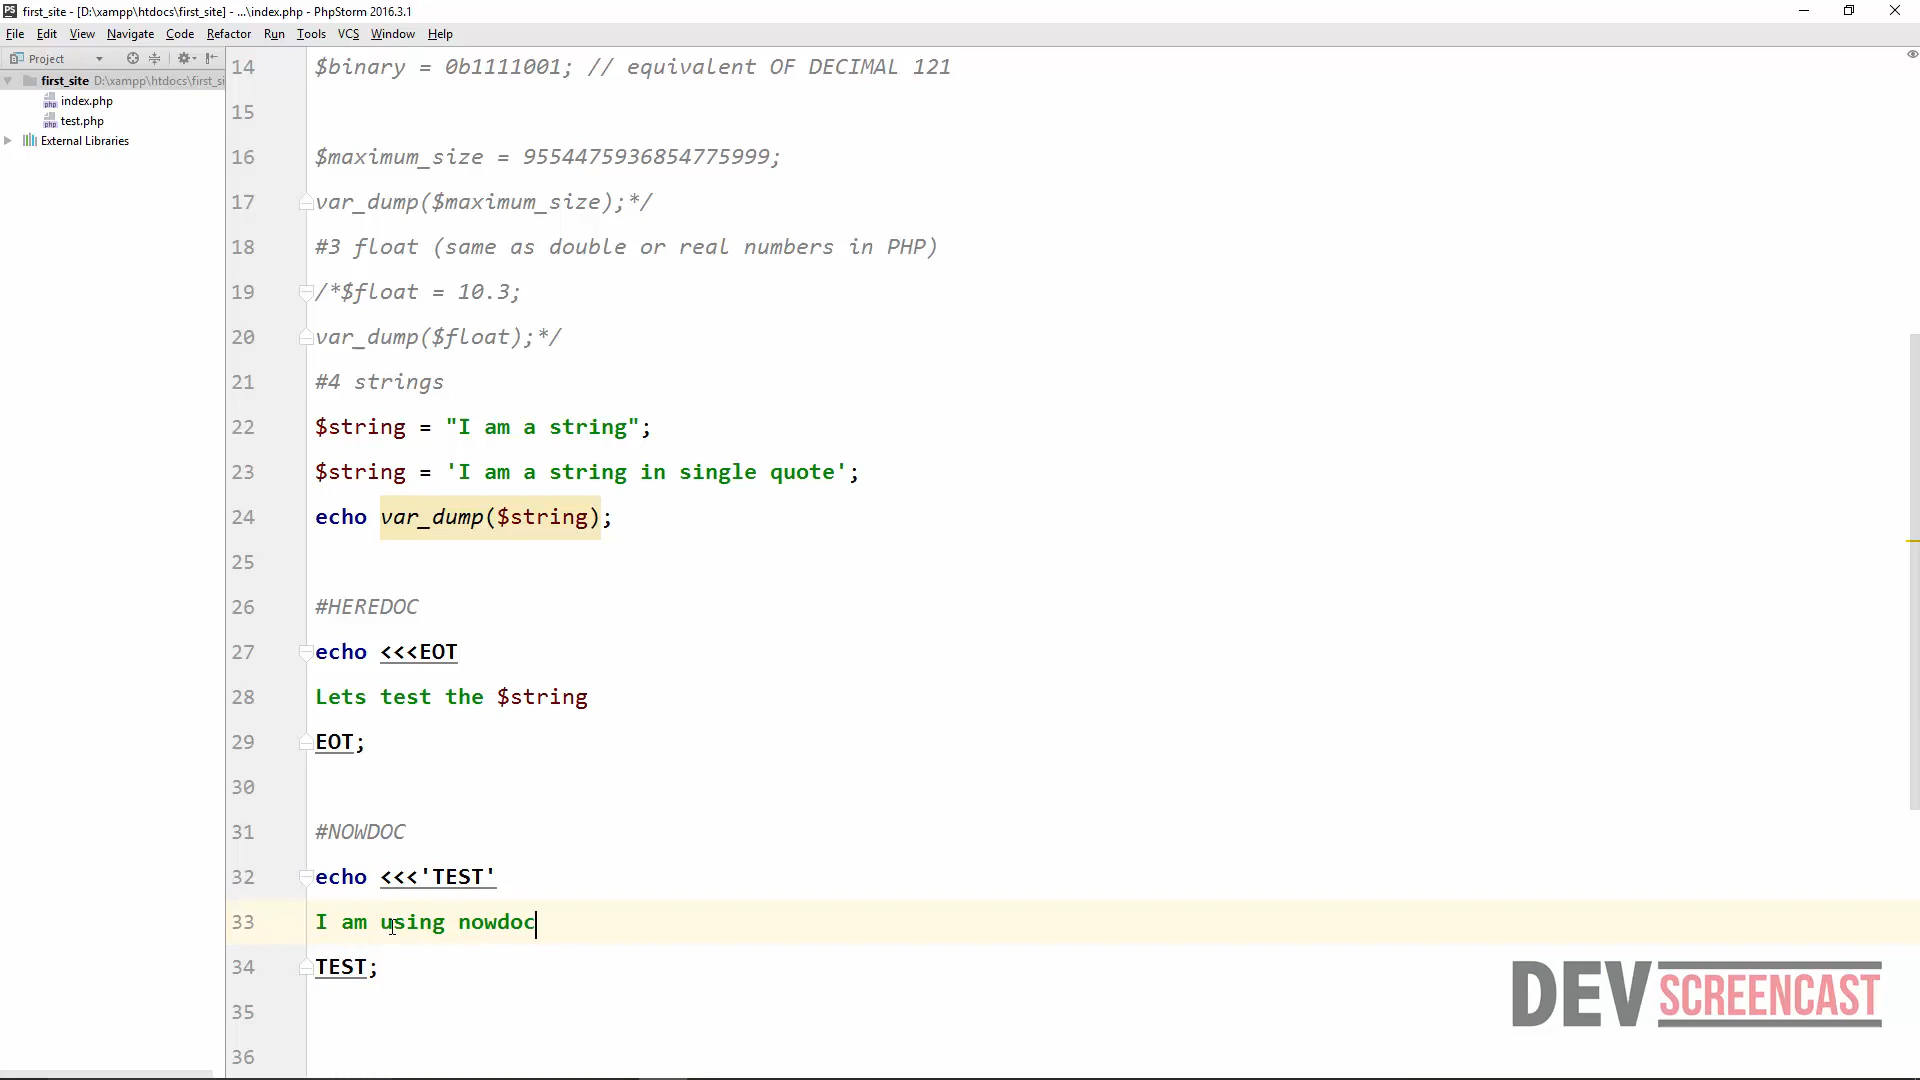 PS first_site - [D:\xampp\htdocs\first_site] - ...\index.php - PhpStorm 2016.3.1
File Edit View Navigate Code Refactor Run Tools VCS Window Help
Project
first_site D:\xampp\htdocs\first_si
php index.php
php test.php
External Libraries
14 $binary = 0b1111001; // equivalent OF DECIMAL 121
15
16 $maximum_size = 9554475936854775999;
17 var_dump($maximum_size);*/
18 #3 float (same as double or real numbers in PHP)
19 /*$float = 10.3;
20 var_dump($float);*/
21 #4 strings
22 $string = "I am a string";
23 $string = 'I am a string in single quote';
24 echo var_dump($string);
25
26 #HEREDOC
27 echo <<<EOT
28 Lets test the $string
29 EOT;
30
31 #NOWDOC
32 echo <<<'TEST'
33 I am using nowdoc
34 TEST;
35
36
DEVSCREENCAST